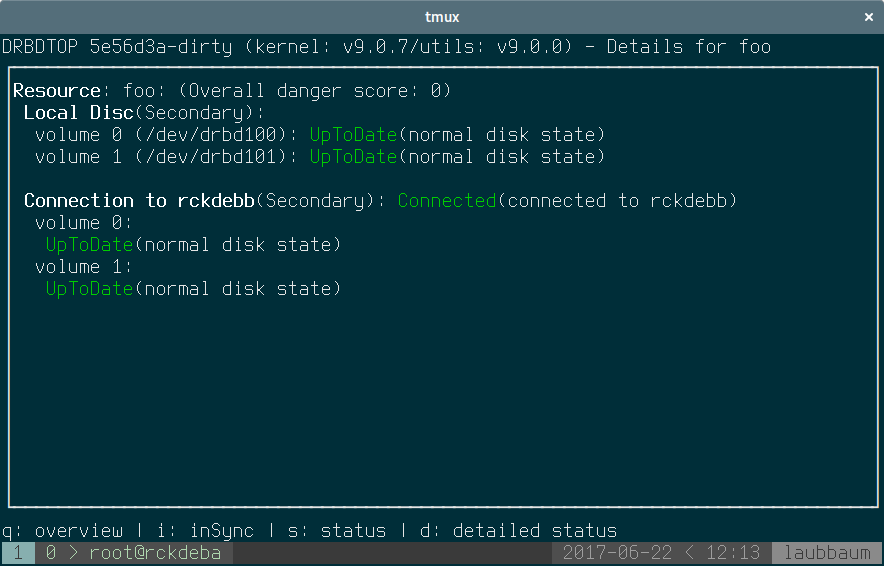 tmux ×
DRBDTOP 5e56d3a-dirty (kernel: v9.0.7/utils: v9.0.0) - Details for foo
Resource: foo: (Overall danger score: 0)
Local Disc(Secondary):
volume 0 (/dev/drbd100): UpToDate(normal disk state)
volume 1 (/dev/drbd101): UpToDate(normal disk state)
Connection to rckdebb(Secondary): Connected(connected to rckdebb)
volume 0:
UpToDate(normal disk state)
volume 1:
UpToDate(normal disk state)
q: overview | i: inSync | s: status | d: detailed status
1 0 > root@rckdeba 2017-06-22 < 12:13 laubbaum